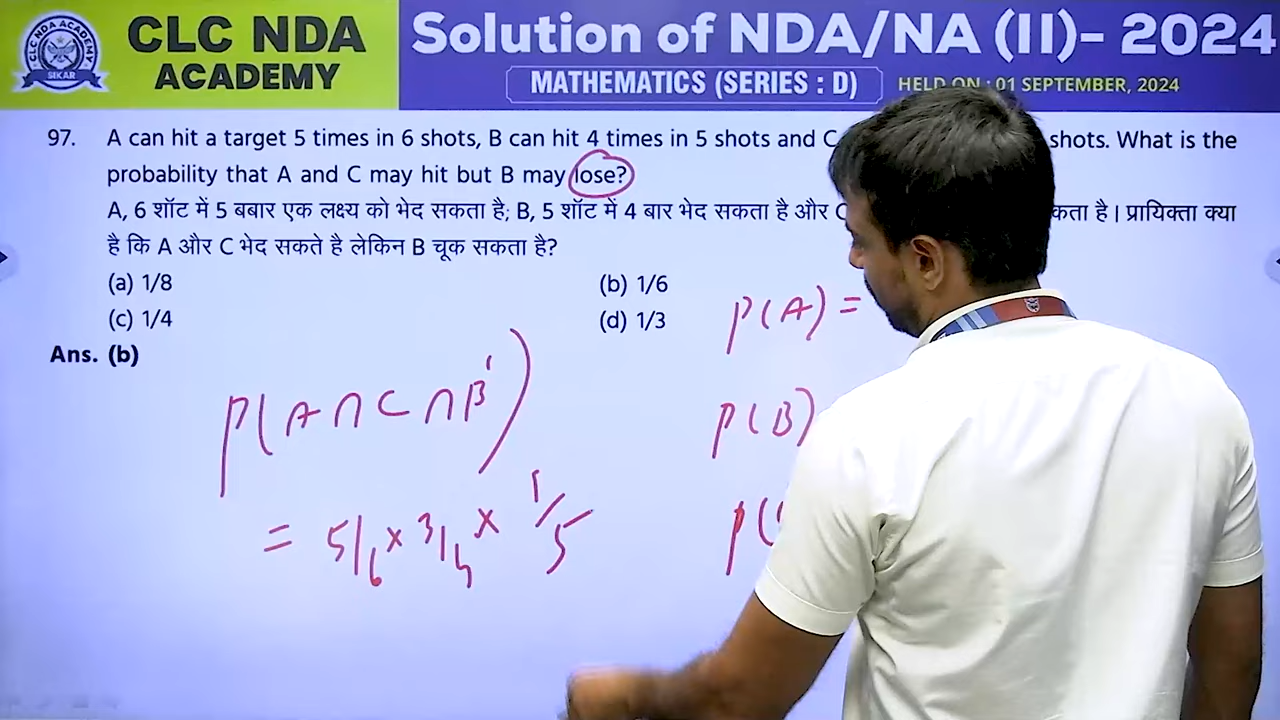 CLC NDA ACADEMY
SIKAR
CLC NDA
ACADEMY
Solution of NDA/NA (II)- 2024
MATHEMATICS (SERIES : D)
HELD ON : 01 SEPTEMBER, 2024
97. A can hit a target 5 times in 6 shots, B can hit 4 times in 5 shots and C shots. What is the
probability that A and C may hit but B may lose?
A, 6 शॉट में 5 बबार एक लक्ष्य को भेद सकता है; B, 5 शॉट में 4 बार भेद सकता है और C कता है। प्रायिक्ता क्या
है कि A और C भेद सकते है लेकिन B चूक सकता है?
(a) 1/8 (b) 1/6
(c) 1/4 (d) 1/3
Ans. (b)
P(A) =
P(A∩C∩B')
P(B)
= 5/6 × 3/4 × 1/5
P(